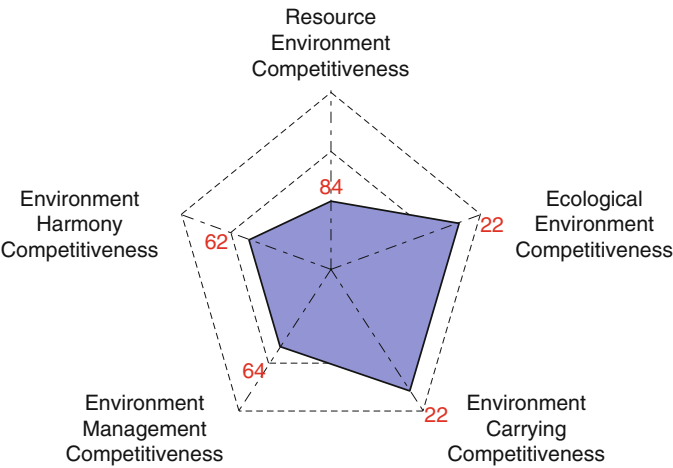 Resource
Environment
Competitiveness
84
Environment
Harmony
Competitiveness
62
Ecological
Environment
Competitiveness
22
64
Environment
Management
Competitiveness
22
Environment
Carrying
Competitiveness